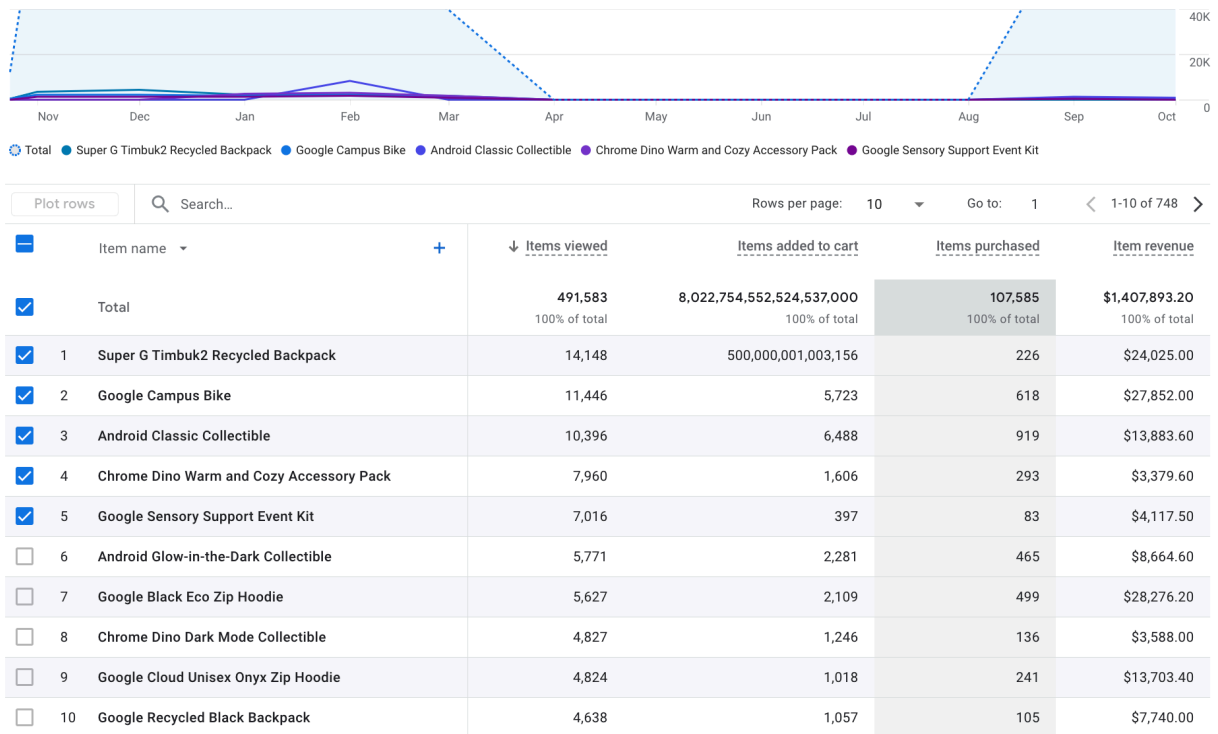 40K
20K
0
Nov Dec Jan Feb Mar Apr May Jun Jul Aug Sep Oct
Total Super G Timbuk2 Recycled Backpack Google Campus Bike Android Classic Collectible Chrome Dino Warm and Cozy Accessory Pack Google Sensory Support Event Kit
Plot rows Search... Rows per page: 10 Go to: 1 1-10 of 748
Item name + Items viewed Items added to cart Items purchased Item revenue
Total 491,583 8,022,754,552,524,537,000 107,585 $1,407,893.20
100% of total 100% of total 100% of total 100% of total
1 Super G Timbuk2 Recycled Backpack 14,148 500,000,001,003,156 226 $24,025.00
2 Google Campus Bike 11,446 5,723 618 $27,852.00
3 Android Classic Collectible 10,396 6,488 919 $13,883.60
4 Chrome Dino Warm and Cozy Accessory Pack 7,960 1,606 293 $3,379.60
5 Google Sensory Support Event Kit 7,016 397 83 $4,117.50
6 Android Glow-in-the-Dark Collectible 5,771 2,281 465 $8,664.60
7 Google Black Eco Zip Hoodie 5,627 2,109 499 $28,276.20
8 Chrome Dino Dark Mode Collectible 4,827 1,246 136 $3,588.00
9 Google Cloud Unisex Onyx Zip Hoodie 4,824 1,018 241 $13,703.40
10 Google Recycled Black Backpack 4,638 1,057 105 $7,740.00